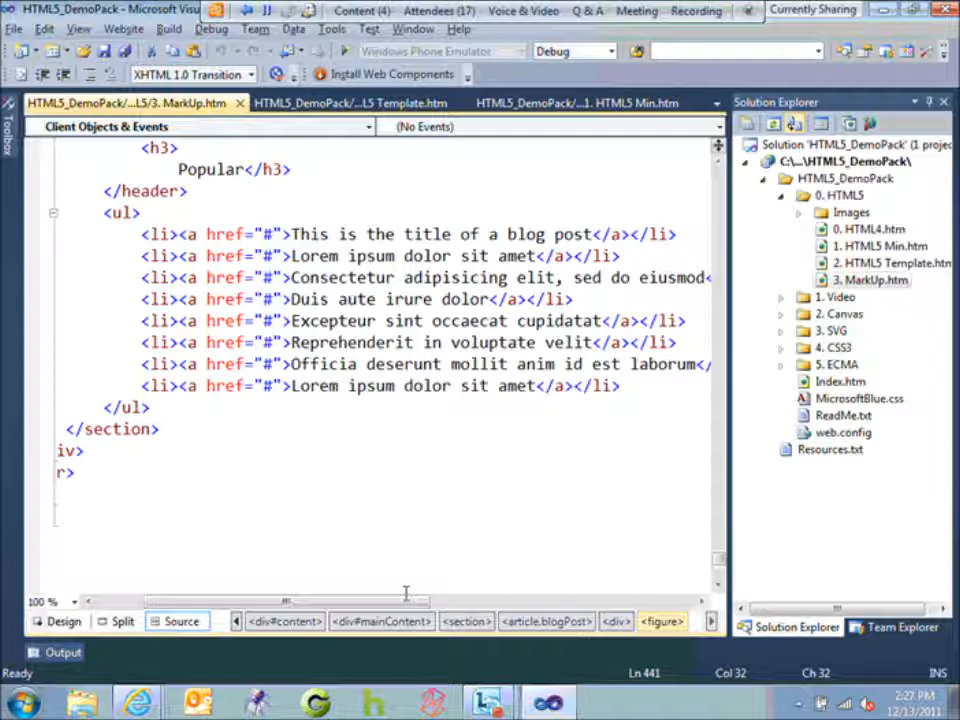 HTML5_DemoPack - Microsoft Visu
Content (4) Attendees (17) Voice & Video Q & A Meeting Recording Currently Sharing
File Edit View Website Build Debug Team Data Tools Test Window Help
Windows Phone Emulator Debug
XHTML 1.0 Transition Install Web Components
HTML5_DemoPack/...L5/3. MarkUp.htm HTML5_DemoPack/...L5 Template.htm HTML5_DemoPack/...1. HTML5 Min.htm
Toolbox
Client Objects & Events (No Events)
<h3>
Popular</h3>
</header>
<ul>
<li><a href="#">This is the title of a blog post</a></li>
<li><a href="#">Lorem ipsum dolor sit amet</a></li>
<li><a href="#">Consectetur adipisicing elit, sed do eiusmod<
<li><a href="#">Duis aute irure dolor</a></li>
<li><a href="#">Excepteur sint occaecat cupidatat</a></li>
<li><a href="#">Reprehenderit in voluptate velit</a></li>
<li><a href="#">Officia deserunt mollit anim id est laborum</
<li><a href="#">Lorem ipsum dolor sit amet</a></li>
</ul>
</section>
iv>
r>
100 %
Design Split Source <div#content> <div#mainContent> <section> <article.blogPost> <div> <figure>
Solution Explorer
Solution 'HTML5_DemoPack' (1 projec
C:\...\HTML5_DemoPack\
HTML5_DemoPack
0. HTML5
Images
0. HTML4.htm
1. HTML5 Min.htm
2. HTML5 Template.htm
3. MarkUp.htm
1. Video
2. Canvas
3. SVG
4. CSS3
5. ECMA
Index.htm
MicrosoftBlue.css
ReadMe.txt
web.config
Resources.txt
Solution Explorer Team Explorer
Output
Ready Ln 441 Col 32 Ch 32 INS
2:27 PM
12/13/2011